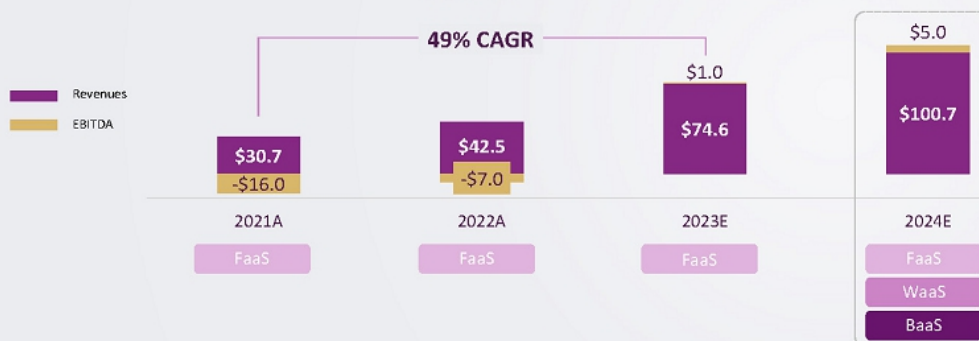 49% CAGR
$5.0
$1.0
Revenues
EBITDA
$30.7
$42.5
$74.6
$100.7
-$16.0
-$7.0
2021A
2022A
2023E
2024E
FaaS
FaaS
FaaS
FaaS
WaaS
BaaS